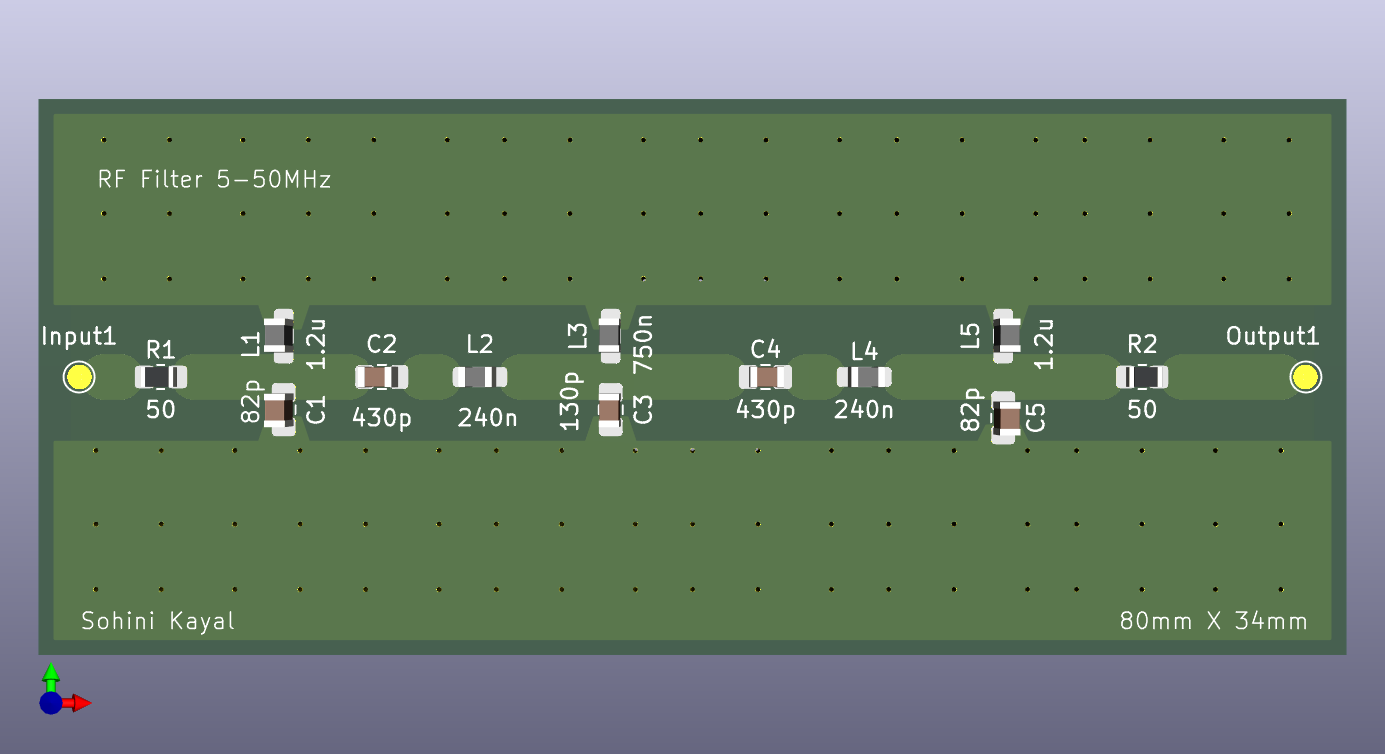 RF Filter 5-50MHz
Input1
R1
50
L1
1.2u
82p
C1
C2
430p
L2
240n
L3
750n
130p
C3
C4
430p
L4
240n
L5
1.2u
82p
C5
R2
50
Output1
Sohini Kayal
80mm X 34mm